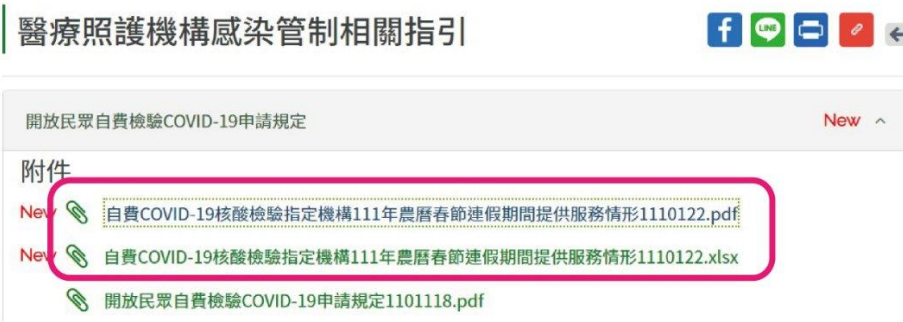 醫療照護機構感染管制相關指引
f LINE
開放民眾自費檢驗COVID-19申請規定 New
附件
New 自費COVID-19核酸檢驗指定機構111年農曆春節連假期間提供服務情形1110122.pdf
New 自費COVID-19核酸檢驗指定機構111年農曆春節連假期間提供服務情形1110122.xlsx
開放民眾自費檢驗COVID-19申請規定1101118.pdf